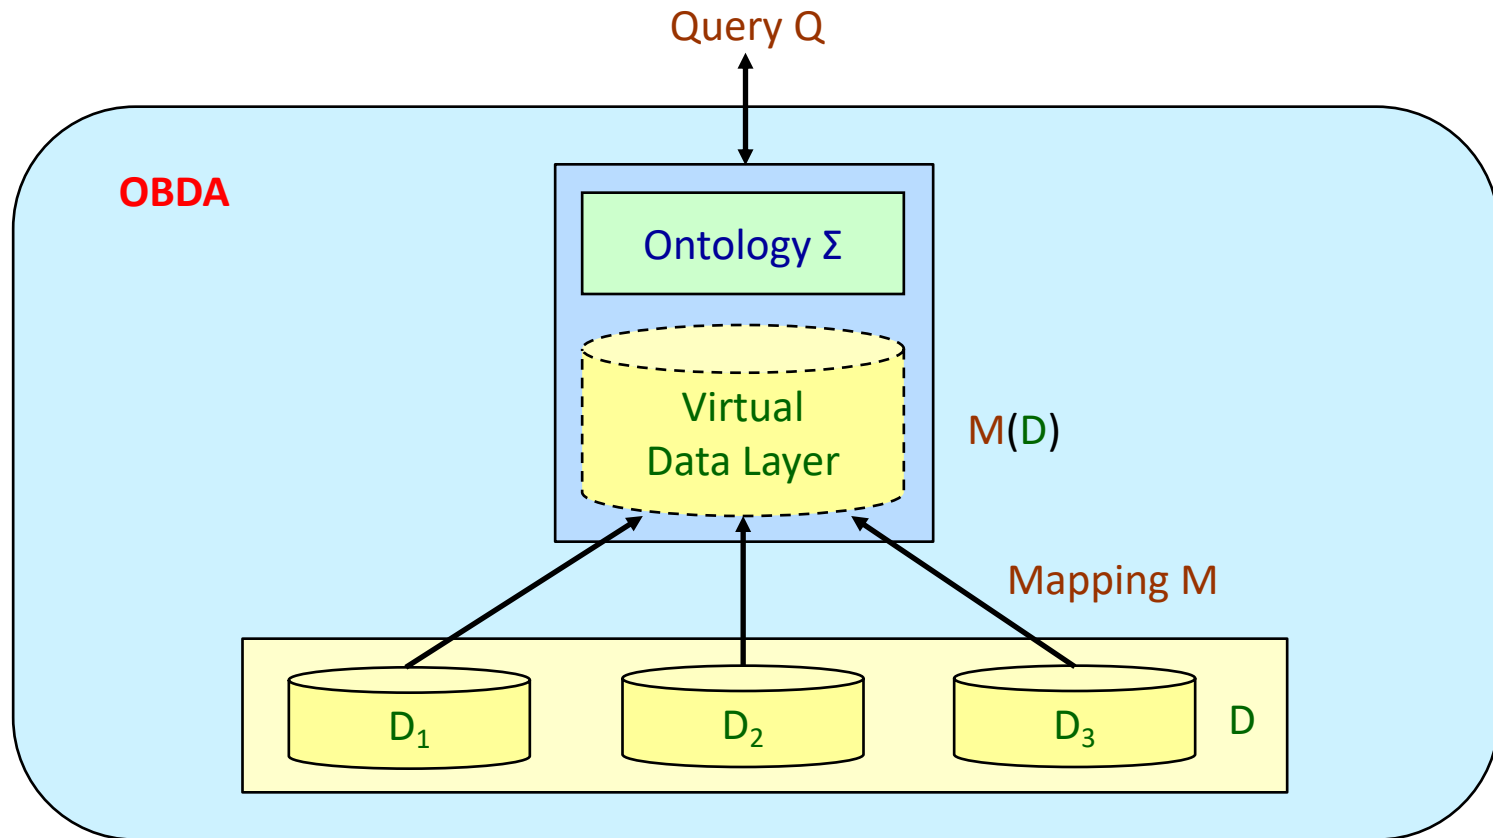 Query Q
OBDA
Ontology Σ
Virtual
Data Layer
M(D)
Mapping M
D₁
D₂
D₃
D